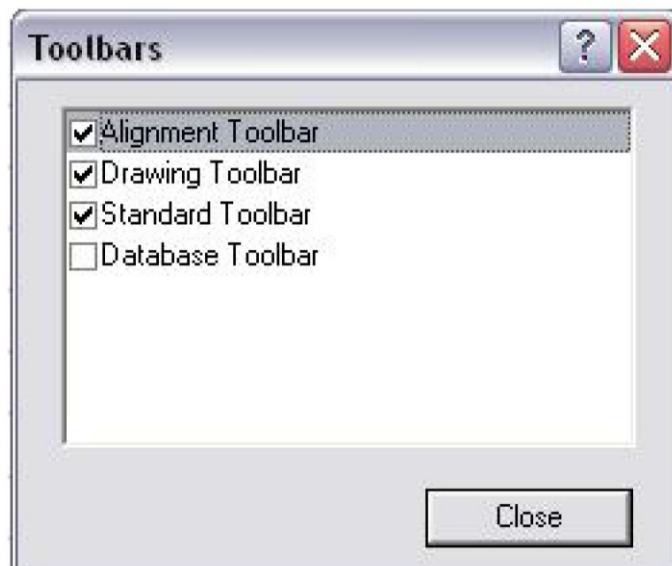 Toolbars
Alignment Toolbar
Drawing Toolbar
Standard Toolbar
Database Toolbar
Close